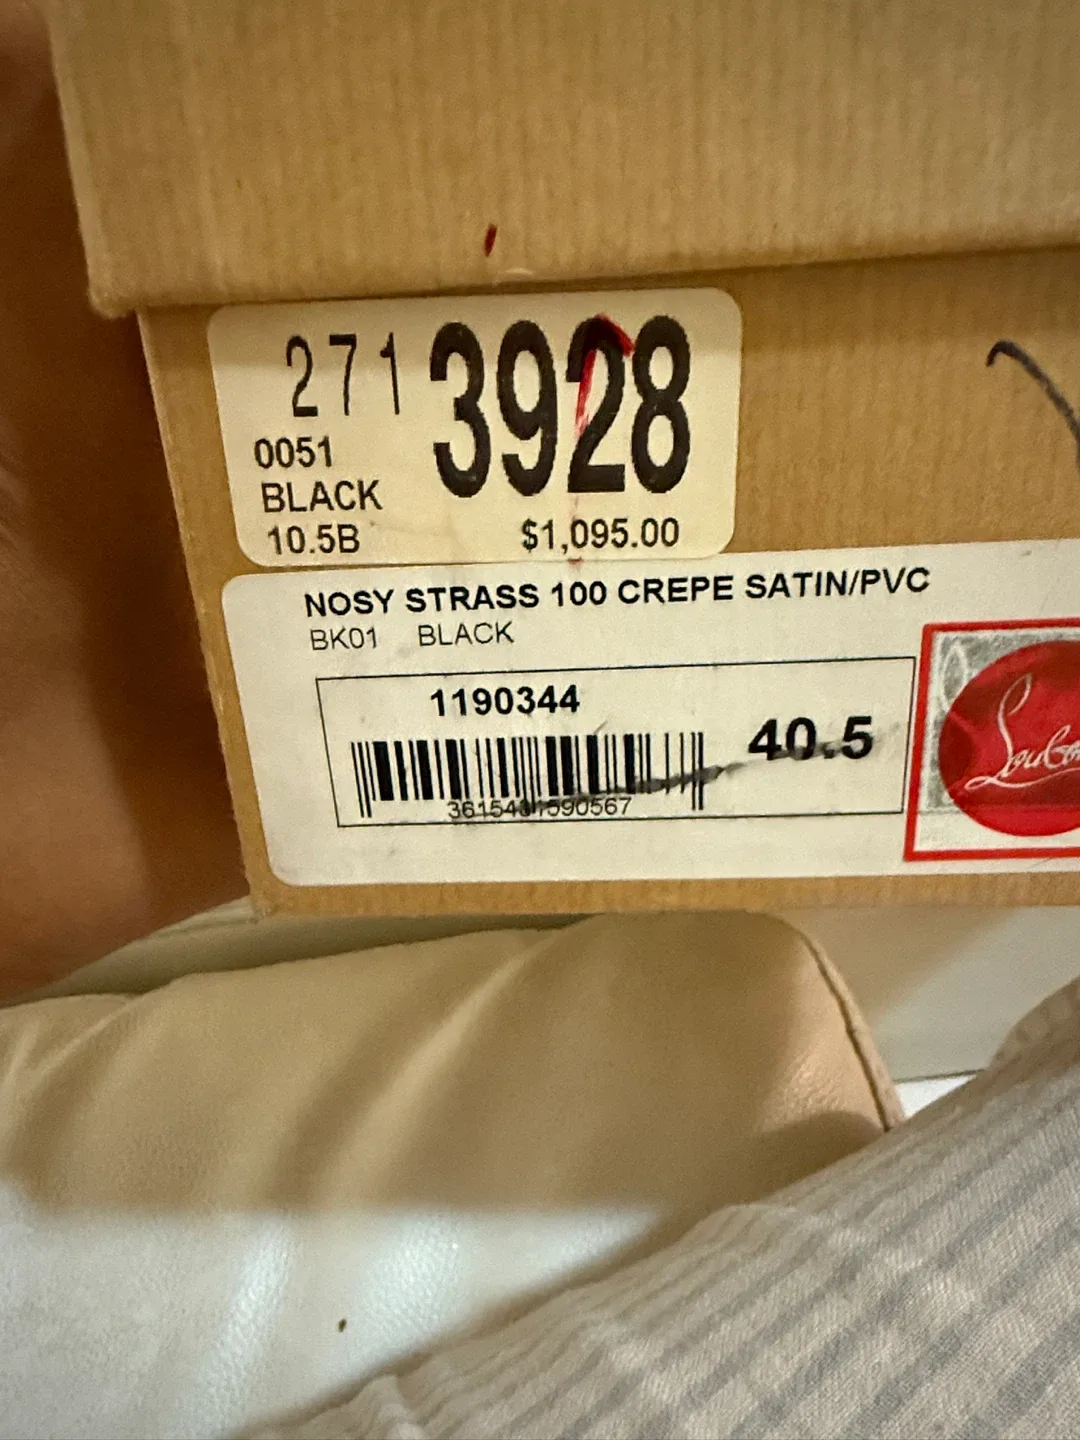 271 3928
0051
BLACK
10.5B $1,095.00
NOSY STRASS 100 CREPE SATIN/PVC
BK01 BLACK
1190344
40.5